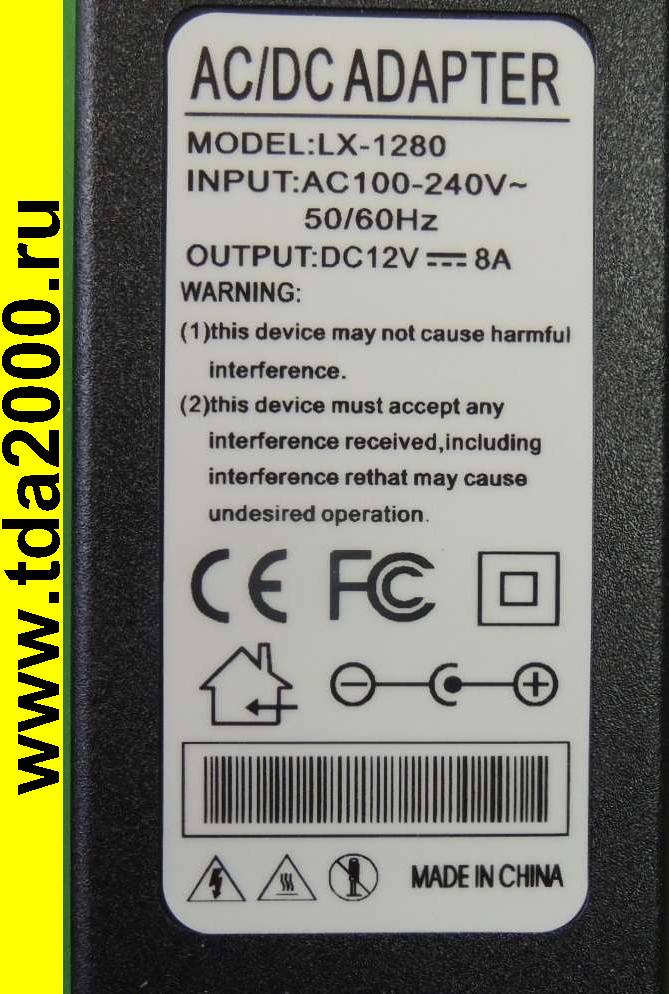 AC/DC ADAPTER
MODEL:LX-1280
INPUT:AC100-240V~
50/60Hz
OUTPUT:DC12V ⎓ 8A
WARNING:
(1)this device may not cause harmful
interference.
(2)this device must accept any
interference received,including
interference rethat may cause
undesired operation.
CE FC
MADE IN CHINA
www.tda2000.ru